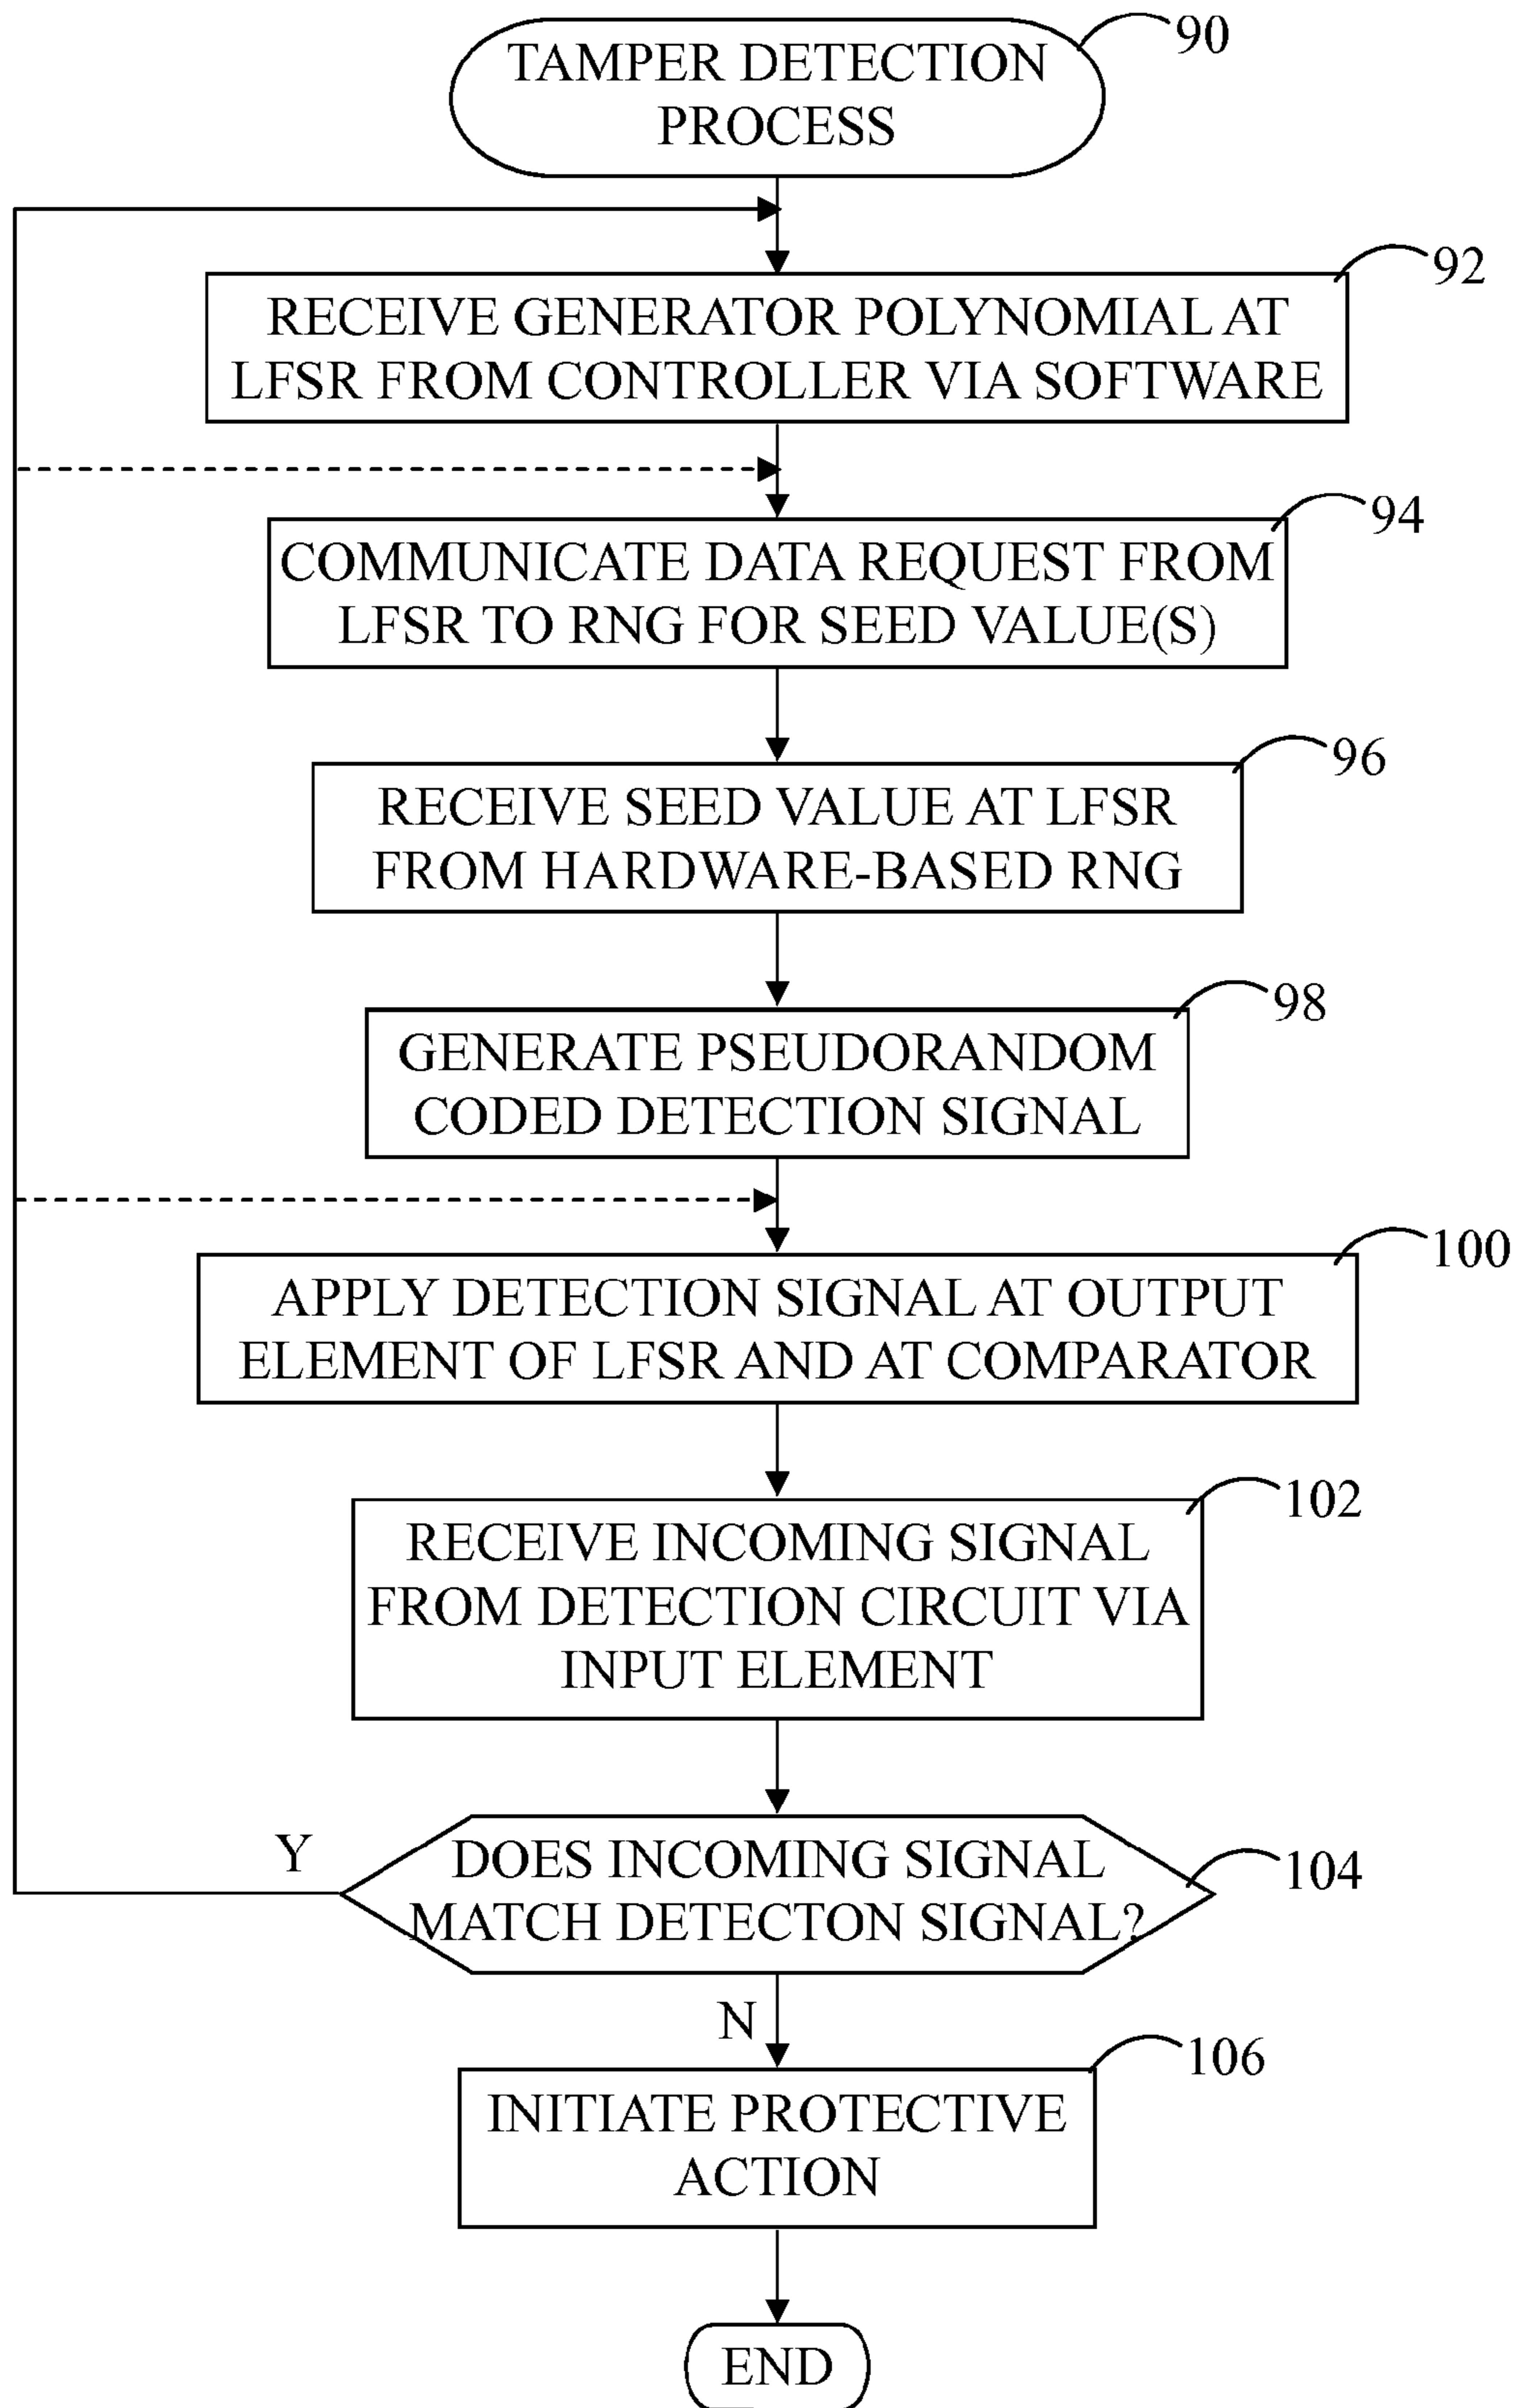 TAMPER DETECTION
PROCESS
90
RECEIVE GENERATOR POLYNOMIAL AT
LFSR FROM CONTROLLER VIA SOFTWARE
92
COMMUNICATE DATA REQUEST FROM
LFSR TO RNG FOR SEED VALUE(S)
94
RECEIVE SEED VALUE AT LFSR
FROM HARDWARE-BASED RNG
96
GENERATE PSEUDORANDOM
CODED DETECTION SIGNAL
98
APPLY DETECTION SIGNAL AT OUTPUT
ELEMENT OF LFSR AND AT COMPARATOR
100
RECEIVE INCOMING SIGNAL
FROM DETECTION CIRCUIT VIA
INPUT ELEMENT
102
Y
DOES INCOMING SIGNAL
MATCH DETECTON SIGNAL?
104
N
INITIATE PROTECTIVE
ACTION
106
END